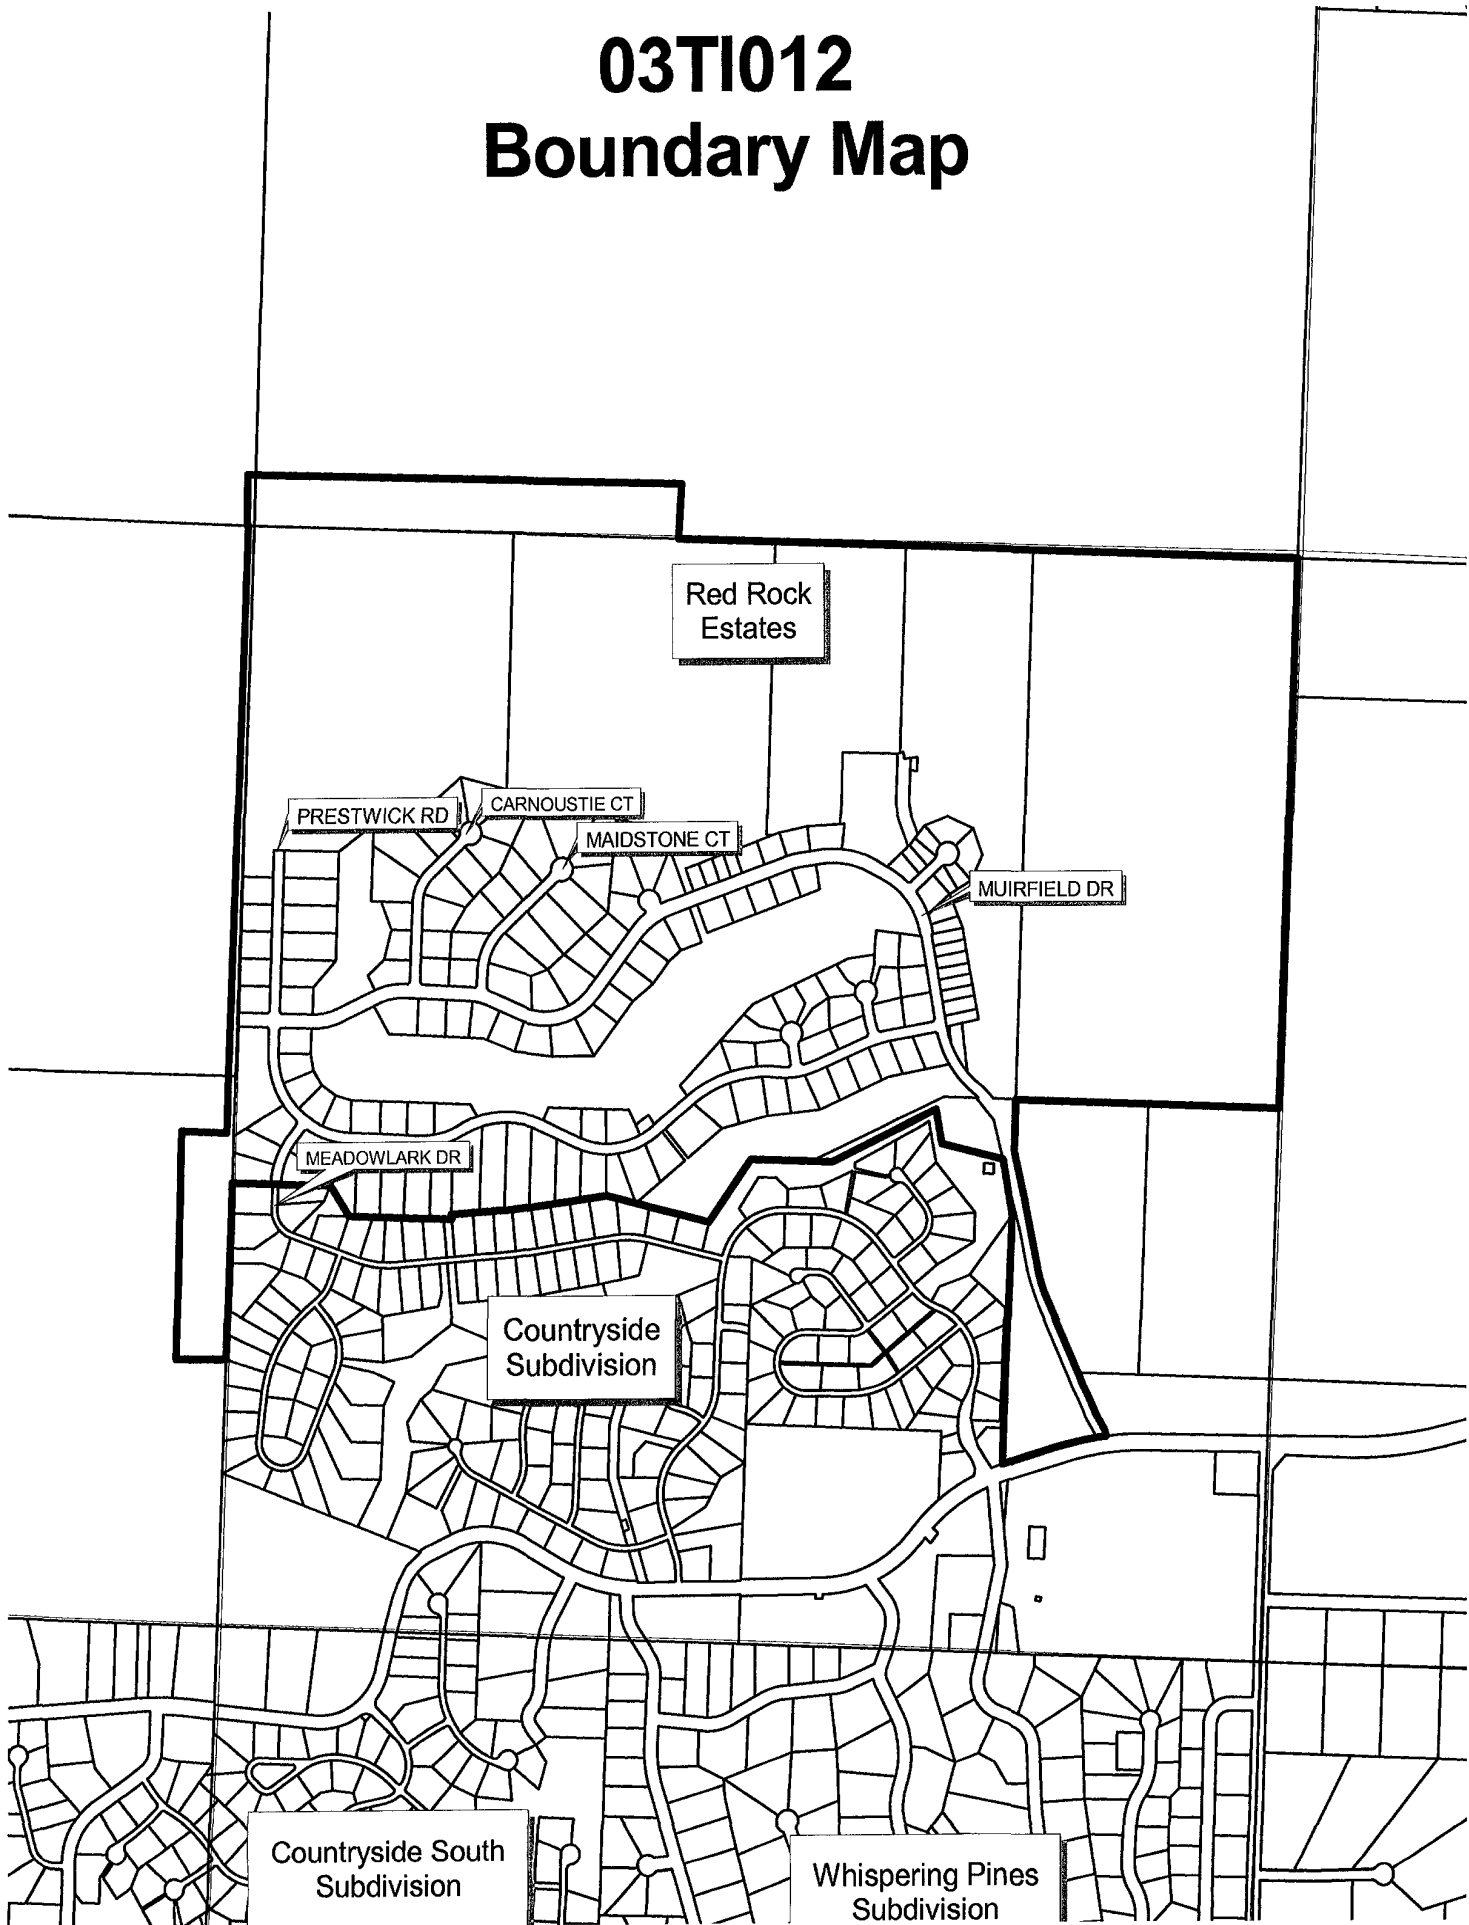 03TI012
Boundary Map
Red Rock
Estates
PRESTWICK RD
CARNOUSTIE CT
MAIDSTONE CT
MUIRFIELD DR
MEADOWLARK DR
Countryside
Subdivision
Countryside South
Subdivision
Whispering Pines
Subdivision